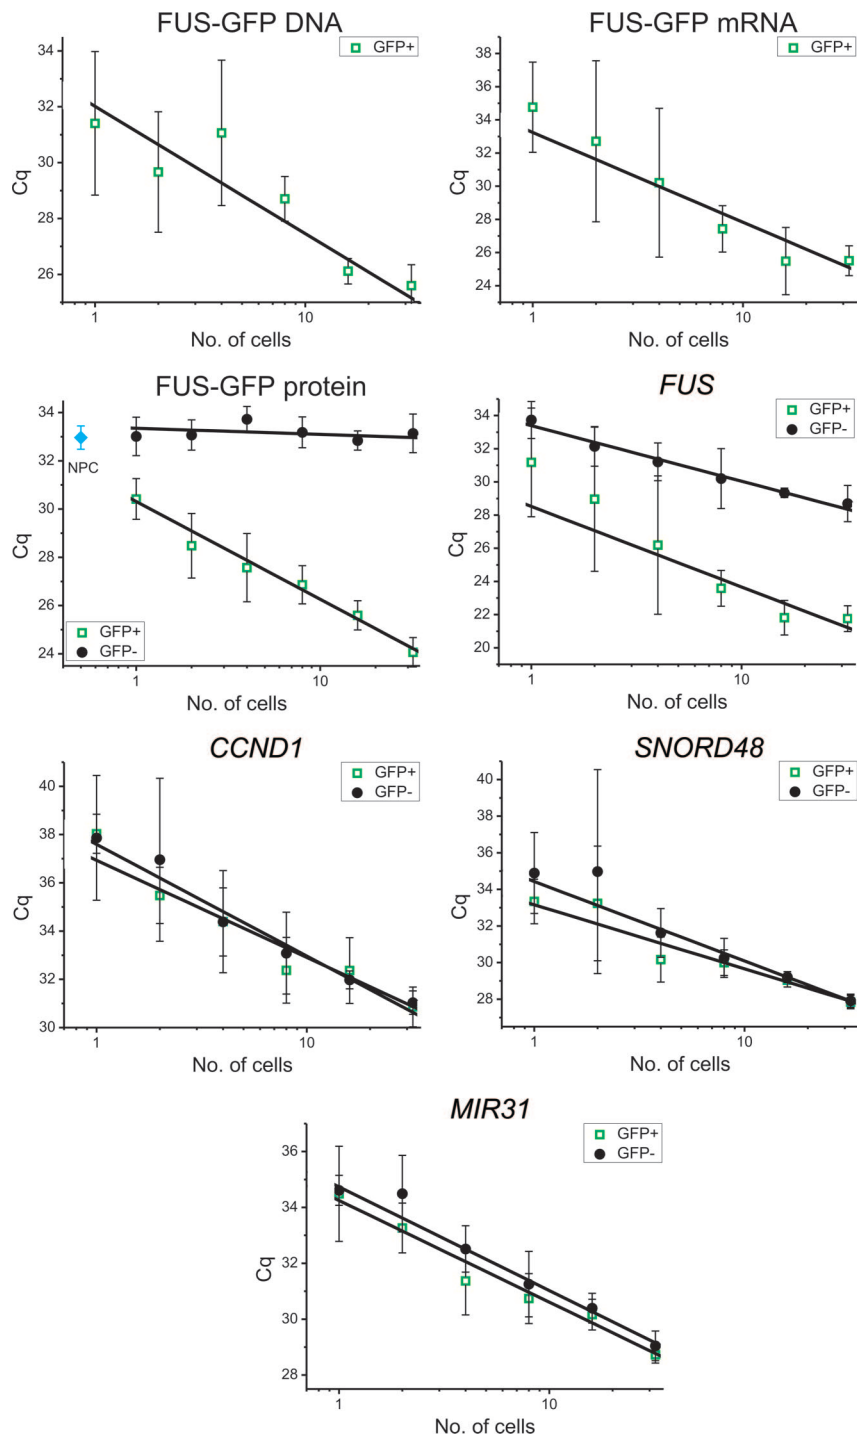 FUS-GFP DNA
GFP+
34
32
30
28
26
Cq
1
10
No. of cells
FUS-GFP mRNA
GFP+
38
36
34
32
30
28
26
24
Cq
1
10
No. of cells
FUS-GFP protein
34
32
30
28
26
24
Cq
NPC
GFP+
GFP-
1
10
No. of cells
FUS
GFP+
GFP-
34
32
30
28
26
24
22
20
Cq
1
10
No. of cells
CCND1
GFP+
GFP-
40
38
36
34
32
30
Cq
1
10
No. of cells
SNORD48
GFP+
GFP-
40
38
36
34
32
30
28
Cq
1
10
No. of cells
MIR31
GFP+
GFP-
36
34
32
30
28
Cq
1
10
No. of cells